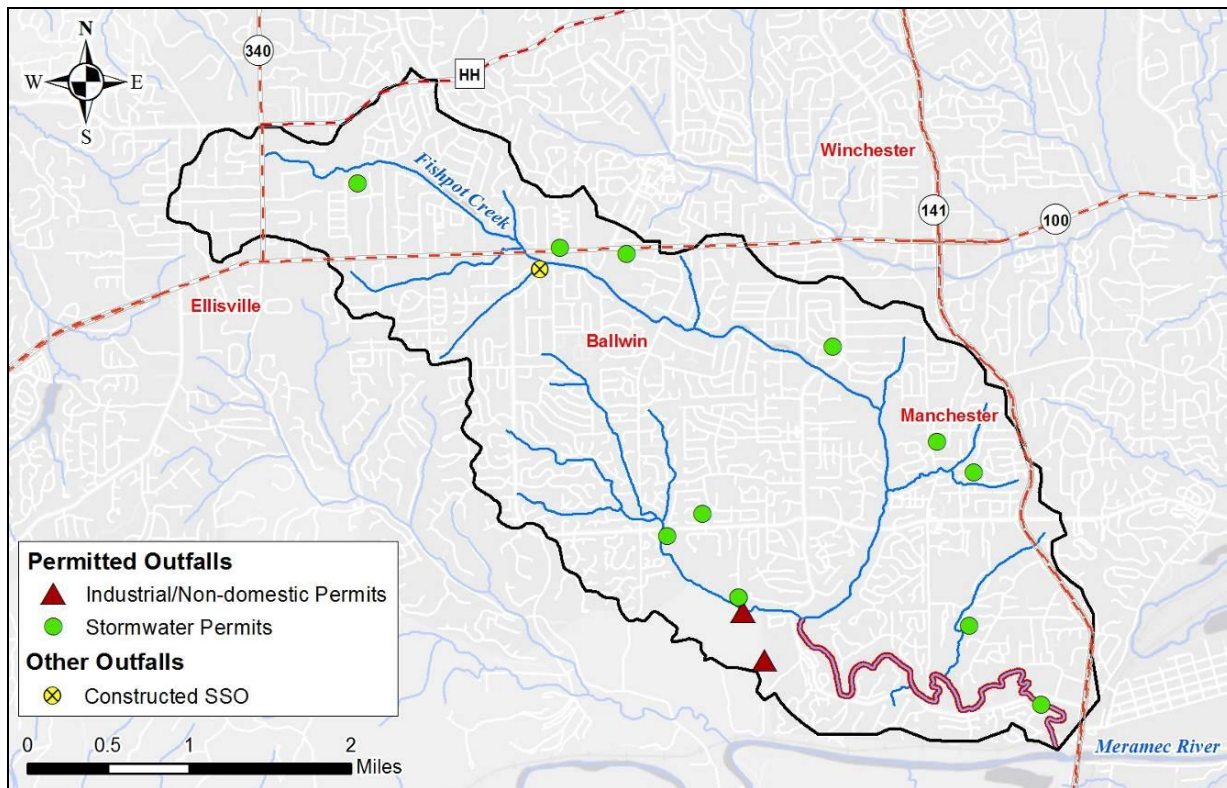 N
W E
S
340
HH
Fishpot Creek
Winchester
141
100
Ellisville
Ballwin
Manchester
Permitted Outfalls
Industrial/Non-domestic Permits
Stormwater Permits
Other Outfalls
Constructed SSO
0 0.5 1 2
Miles
Meramec River